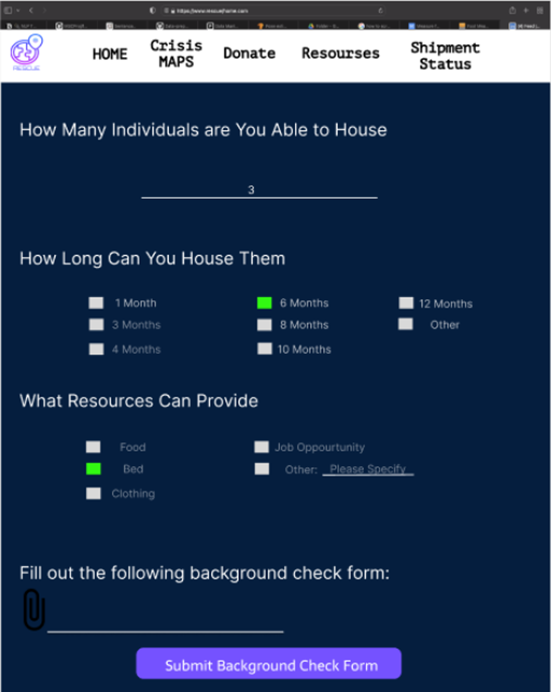 https://www.rescuehome.com
RESCUE
HOME
Crisis
MAPS
Donate
Resourses
Shipment
Status
How Many Individuals are You Able to House
3
How Long Can You House Them
1 Month
6 Months
12 Months
3 Months
8 Months
Other
4 Months
10 Months
What Resources Can Provide
Food
Job Oppourtunity
Bed
Other: Please Specify
Clothing
Fill out the following background check form:
Submit Background Check Form